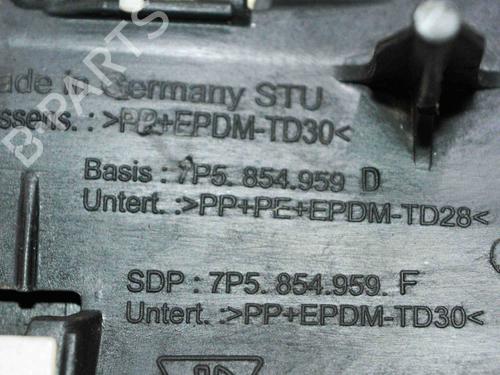 B-PARTS
Made in Germany STU
ssens. : >PP+EPDM-TD30<
Basis : 7P5. 854.959 D
Untert. :>PP+PE+EPDM-TD28<
SDP : 7P5. 854.959. F
Untert. :>PP+EPDM-TD30<